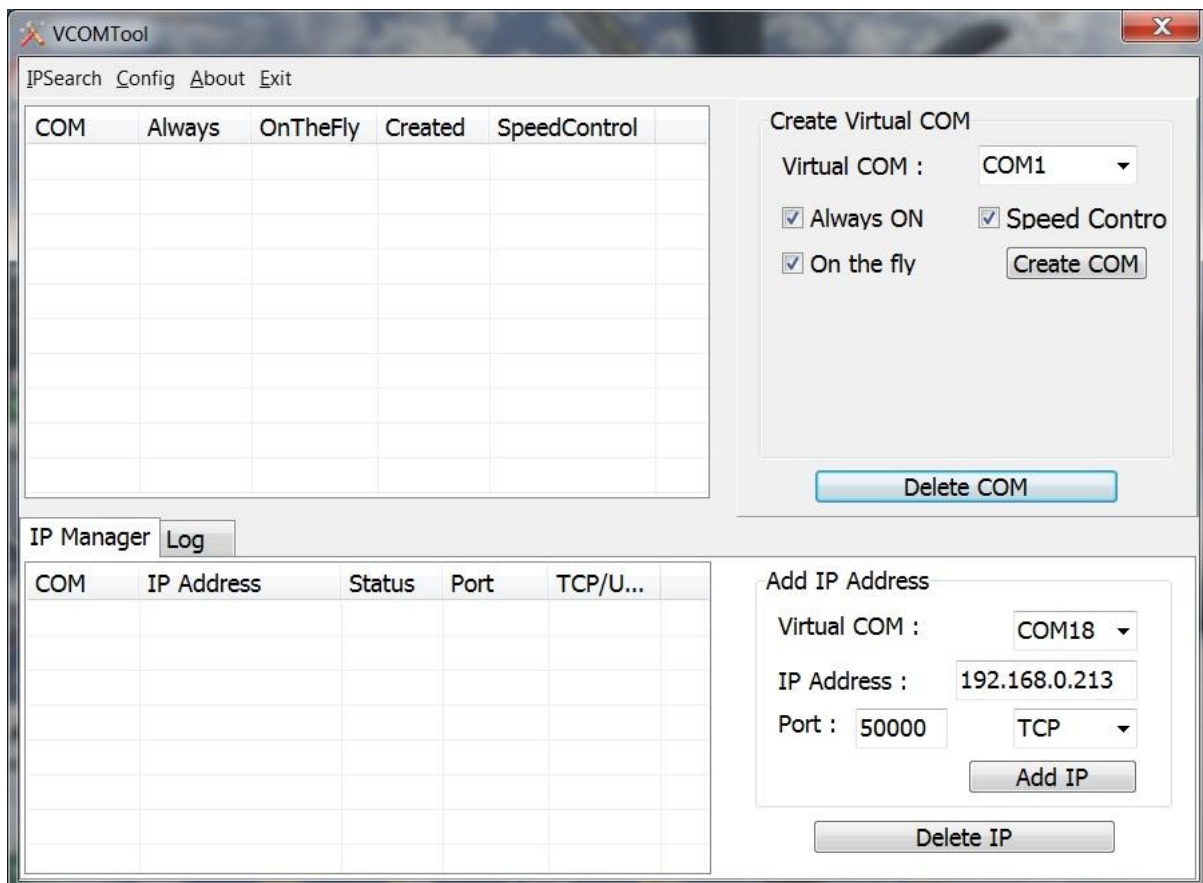 VCOMTool
IPSearch Config About Exit
COM Always OnTheFly Created SpeedControl
Create Virtual COM
Virtual COM : COM1
Always ON Speed Contro
On the fly Create COM
Delete COM
IP Manager Log
COM IP Address Status Port TCP/U...
Add IP Address
Virtual COM : COM18
IP Address : 192.168.0.213
Port : 50000 TCP
Add IP
Delete IP